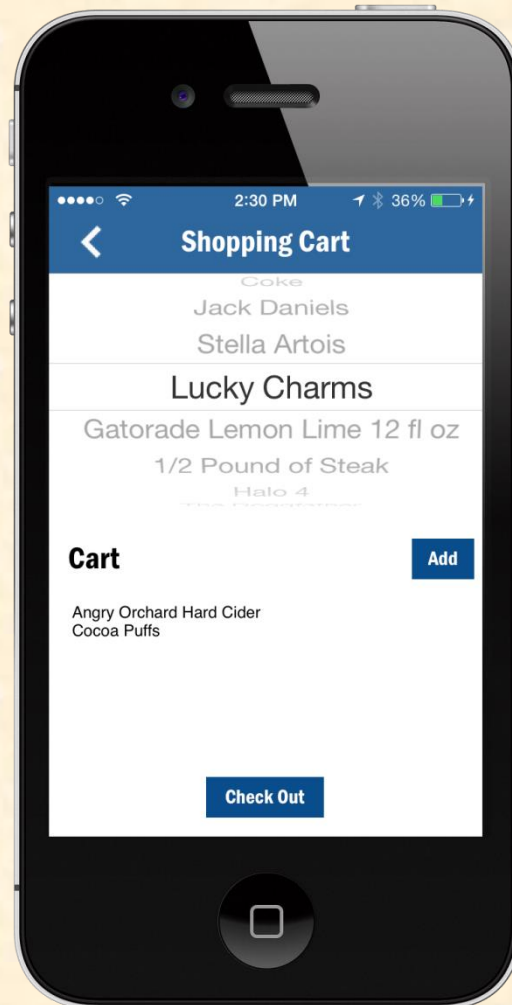 2:30 PM 36%
Shopping Cart
Coke
Jack Daniels
Stella Artois
Lucky Charms
Gatorade Lemon Lime 12 fl oz
1/2 Pound of Steak
Halo 4
Cart
Add
Angry Orchard Hard Cider
Cocoa Puffs
Check Out